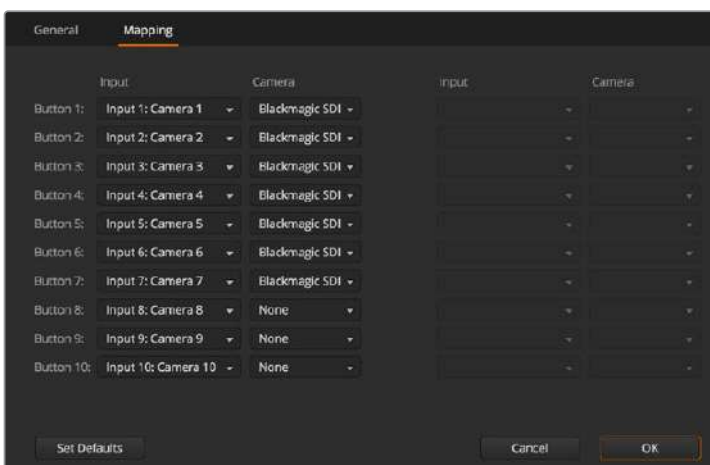 General Mapping
Input Camera Input Camera
Button 1: Input 1: Camera 1 Blackmagic SDI
Button 2: Input 2: Camera 2 Blackmagic SDI
Button 3: Input 3: Camera 3 Blackmagic SDI
Button 4: Input 4: Camera 4 Blackmagic SDI
Button 5: Input 5: Camera 5 Blackmagic SDI
Button 6: Input 6: Camera 6 Blackmagic SDI
Button 7: Input 7: Camera 7 Blackmagic SDI
Button 8: Input 8: Camera 8 None
Button 9: Input 9: Camera 9 None
Button 10: Input 10: Camera 10 None
Set Defaults Cancel OK